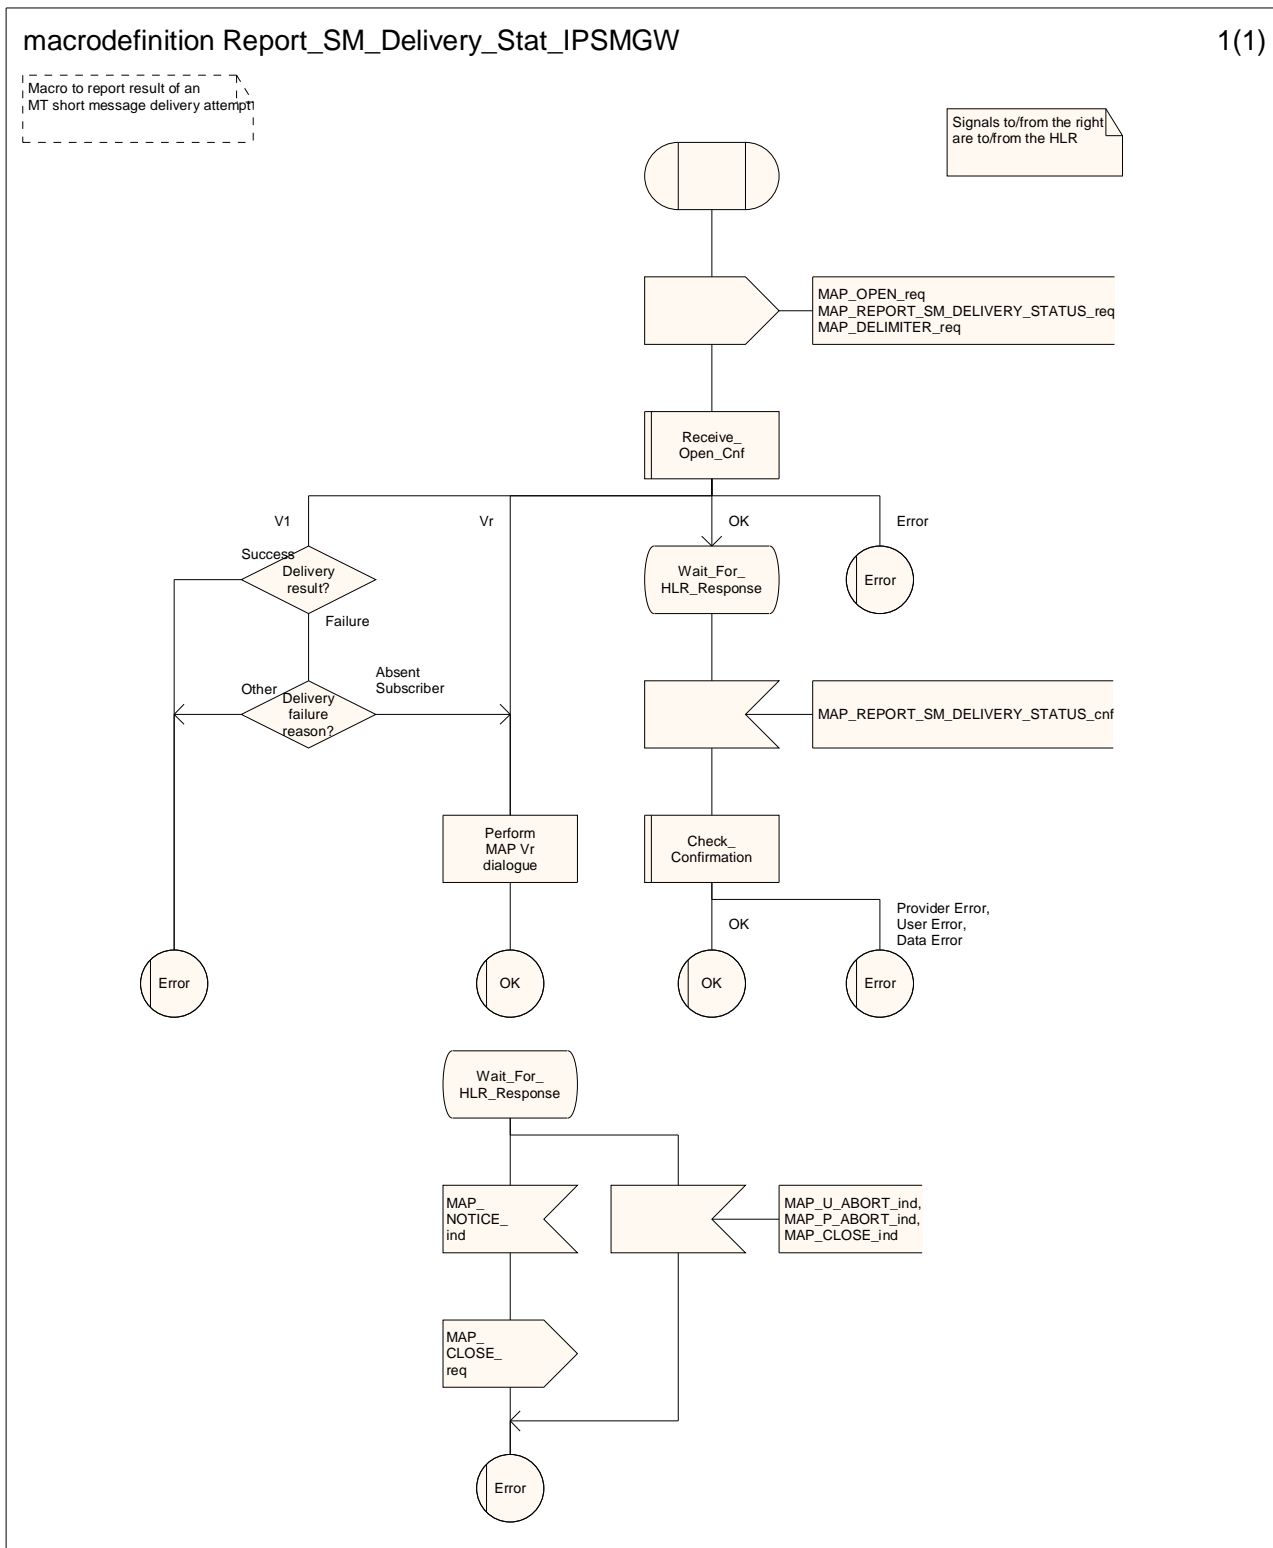 macrodefinition Report_SM_Delivery_Stat_IPSMGW
1(1)
Macro to report result of an
MT short message delivery attempt
Signals to/from the right
are to/from the HLR
MAP_OPEN_req
MAP_REPORT_SM_DELIVERY_STATUS_req
MAP_DELIMITER_req
Receive_
Open_Cnf
V1
Vr
OK
Error
Success
Delivery
result?
Wait_For_
HLR_Response
Error
Failure
Absent
Subscriber
Other
Delivery
failure
reason?
MAP_REPORT_SM_DELIVERY_STATUS_cnf
Perform
MAP Vr
dialogue
Check_
Confirmation
OK
Provider Error,
User Error,
Data Error
Error
OK
OK
Error
Wait_For_
HLR_Response
MAP_
NOTICE_
ind
MAP_U_ABORT_ind,
MAP_P_ABORT_ind,
MAP_CLOSE_ind
MAP_
CLOSE_
req
Error